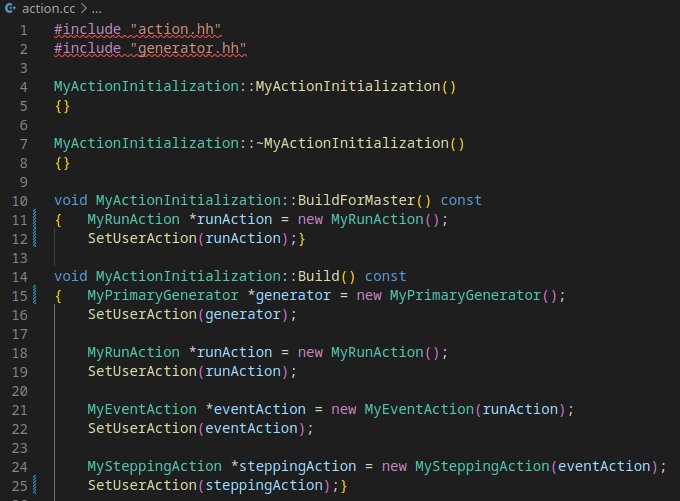 action.cc > ...
1 #include "action.hh"
2 #include "generator.hh"
3
4 MyActionInitialization::MyActionInitialization()
5 {}
6
7 MyActionInitialization::~MyActionInitialization()
8 {}
9
10 void MyActionInitialization::BuildForMaster() const
11 {   MyRunAction *runAction = new MyRunAction();
12     SetUserAction(runAction);}
13
14 void MyActionInitialization::Build() const
15 {   MyPrimaryGenerator *generator = new MyPrimaryGenerator();
16     SetUserAction(generator);
17
18     MyRunAction *runAction = new MyRunAction();
19     SetUserAction(runAction);
20
21     MyEventAction *eventAction = new MyEventAction(runAction);
22     SetUserAction(eventAction);
23
24     MySteppingAction *steppingAction = new MySteppingAction(eventAction);
25     SetUserAction(steppingAction);}